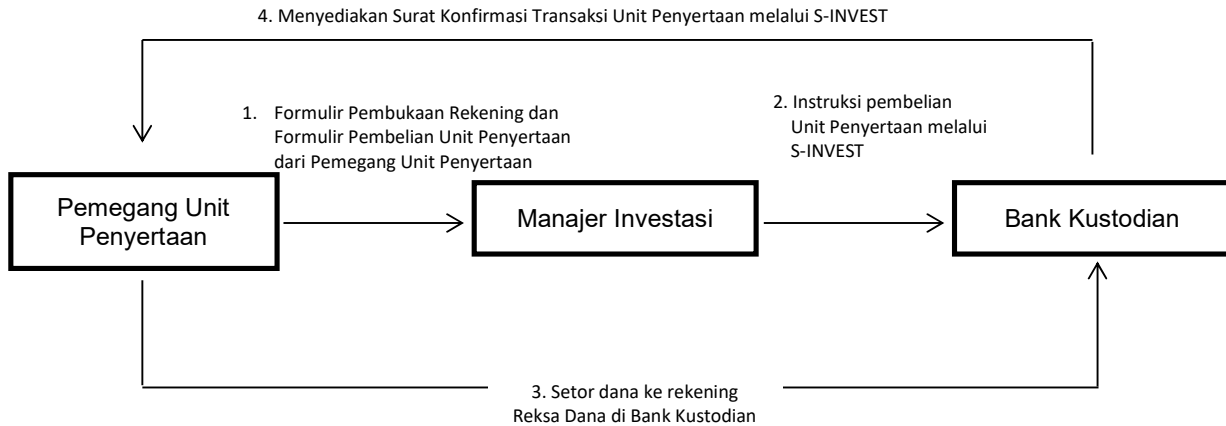 4. Menyediakan Surat Konfirmasi Transaksi Unit Penyertaan melalui S-INVEST
1. Formulir Pembukaan Rekening dan
Formulir Pembelian Unit Penyertaan
dari Pemegang Unit Penyertaan
2. Instruksi pembelian
Unit Penyertaan melalui
S-INVEST
Pemegang Unit
Penyertaan
Manajer Investasi
Bank Kustodian
3. Setor dana ke rekening
Reksa Dana di Bank Kustodian